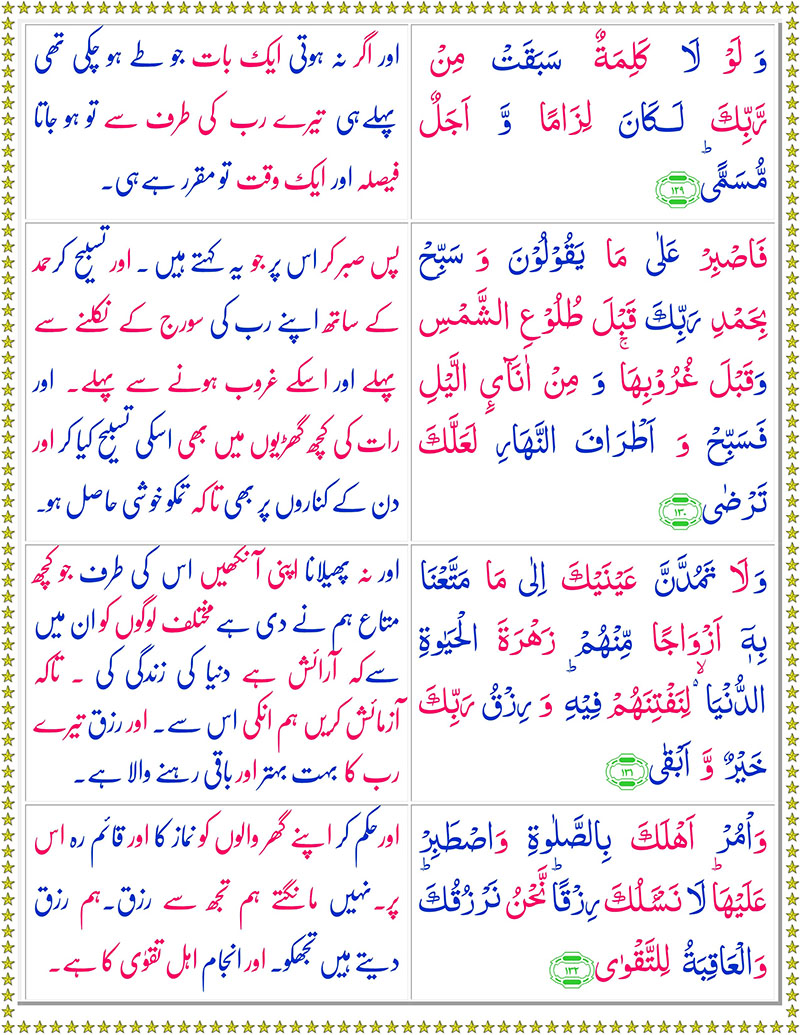 وَ لَوْ لَا كَلِمَةٌ سَبَقَتْ مِنْ
رَّبِّكَ لَكَانَ لِزَامًا وَّ اَجَلٌ
مُّسَمًّىؕ ۱۲۹
اور اگر نہ ہوتی ایک بات جو طے ہو چکی تھی
پہلے ہی تیرے رب کی طرف سے تو ہو جاتا
فیصلہ اور ایک وقت تو مقرر ہے ہی۔
فَاصْبِرْ عَلٰى مَا يَقُوْلُوْنَ وَ سَبِّحْ
بِحَمْدِ رَبِّكَ قَبْلَ طُلُوْعِ الشَّمْسِ
وَقَبْلَ غُرُوْبِهَاۚ وَ مِنْ اٰنَآئِ الَّيْلِ
فَسَبِّحْ وَ اَطْرَافَ النَّهَارِ لَعَلَّكَ
تَرْضٰى ۱۳۰
پس صبر کر اس پر جو یہ کہتے ہیں ۔ اور تسبیح کر حمد
کے ساتھ اپنے رب کی سورج کے نکلنے سے
پہلے اور اسکے غروب ہونے سے پہلے۔ اور
رات کی کچھ گھڑیوں میں بھی اسکی تسبیح کیا کر اور
دن کے کناروں پر بھی تاکہ تمکو خوشی حاصل ہو۔
وَلَا تَمُدَّنَّ عَيْنَيْكَ اِلٰى مَا مَتَّعْنَا
بِهٖۤ اَزْوَاجًا مِّنْهُمْ زَهْرَةَ الْحَيٰوةِ
الدُّنْيَا ۙ۬ لِنَفْتِنَهُمْ فِيْهِؕ وَ رِزْقُ رَبِّكَ
خَيْرٌ وَّ اَبْقٰى ۱۳۱
اور نہ پھیلانا اپنی آنکھیں اس کی طرف جو کچھ
متاع ہم نے دی ہے مختلف لوگوں کو ان میں
سے کہ آرائش ہے دنیا کی زندگی کی ۔ تاکہ
آزمائش کریں ہم انکی اس سے۔ اور رزق تیرے
رب کا بہت بہتر اور باقی رہنے والا ہے۔
وَاْمُرْ اَهْلَكَ بِالصَّلٰوةِ وَاصْطَبِرْ
عَلَيْهَاؕ لَا نَسْـَٔلُكَ رِزْقًاؕ نَّحْنُ نَرْزُقُكَؕ
وَالْعَاقِبَةُ لِلتَّقْوٰى ۱۳۲
اور حکم کر اپنے گھر والوں کو نماز کا اور قائم رہ اس
پر۔ نہیں مانگتے ہم تجھ سے رزق۔ ہم رزق
دیتے ہیں تجھکو۔ اور انجام اہل تقوٰی کا ہے۔